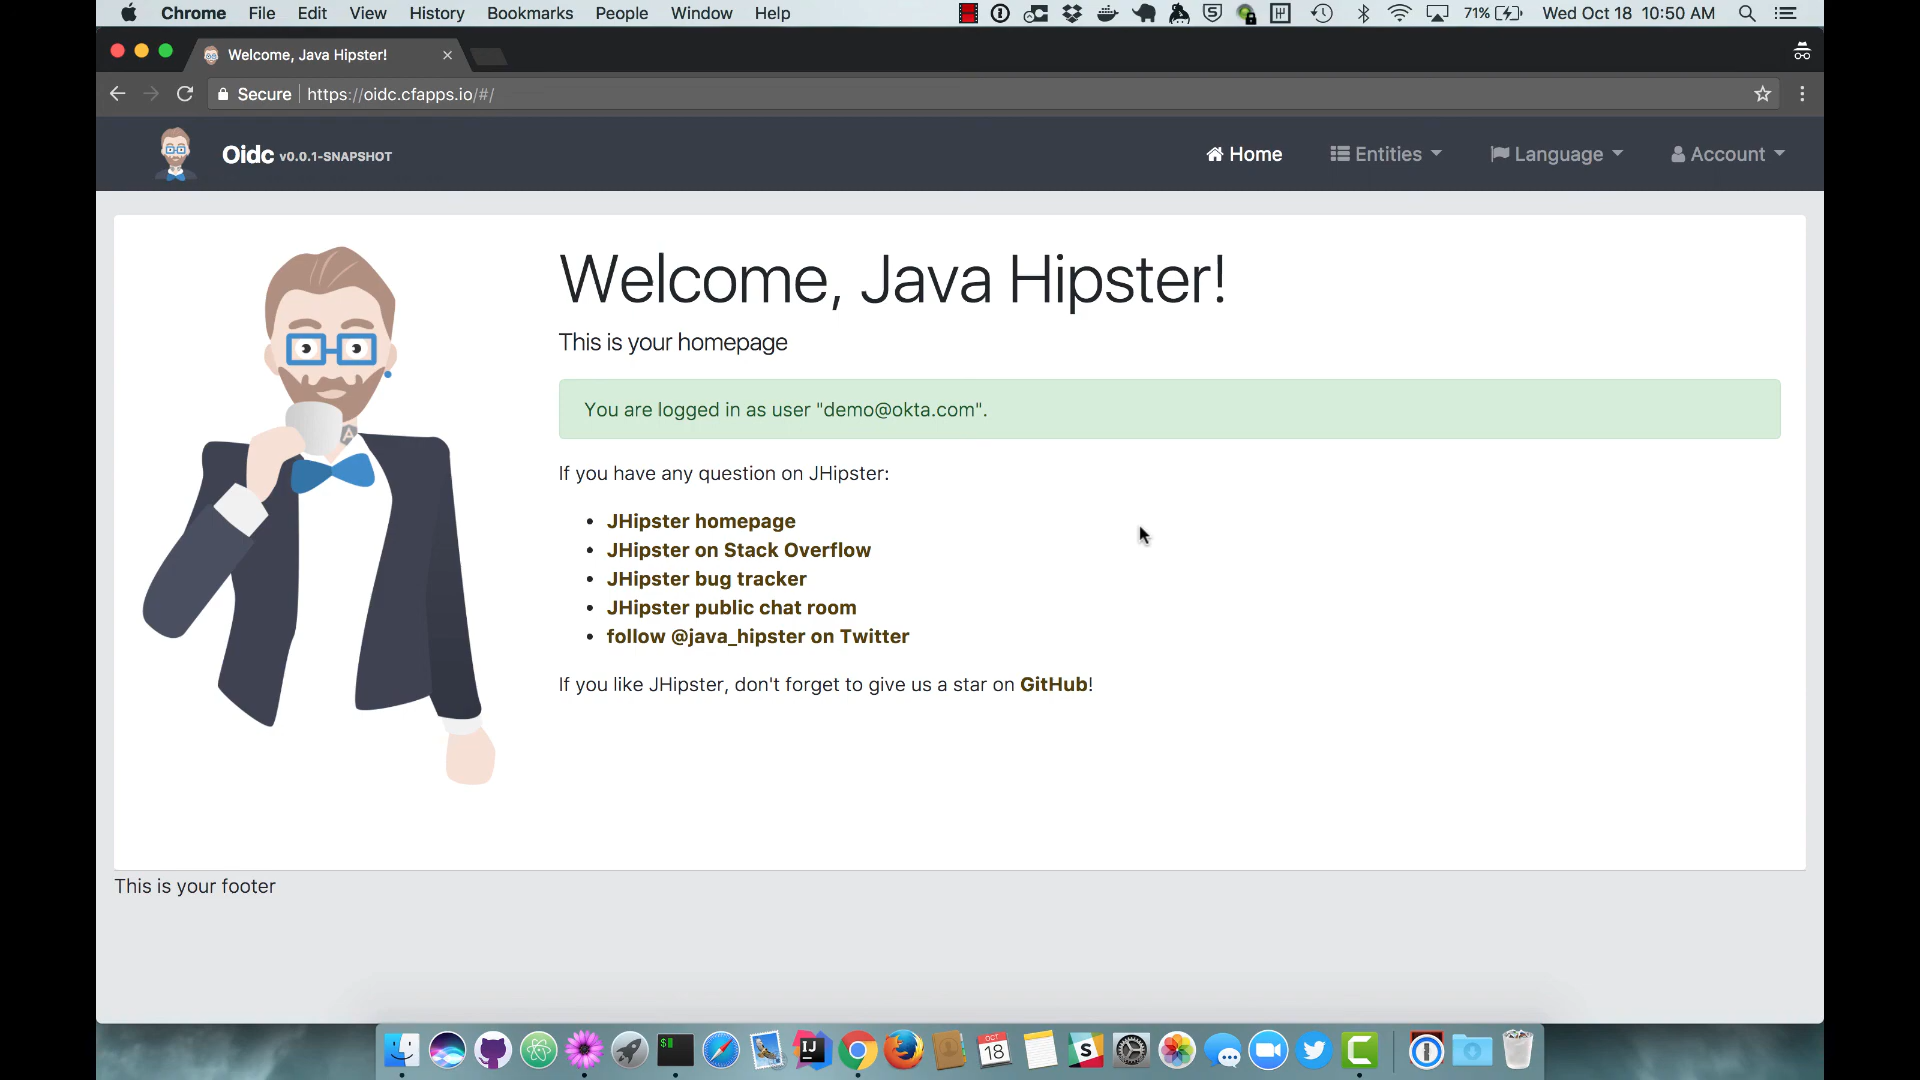 Chrome File Edit View History Bookmarks People Window Help 71% Wed Oct 18 10:50 AM
Welcome, Java Hipster!
Secure https://oidc.cfapps.io/#/
Oidc v0.0.1-SNAPSHOT Home Entities Language Account
Welcome, Java Hipster!
This is your homepage
You are logged in as user "demo@okta.com".
If you have any question on JHipster:
JHipster homepage
JHipster on Stack Overflow
JHipster bug tracker
JHipster public chat room
follow @java_hipster on Twitter
If you like JHipster, don't forget to give us a star on GitHub!
This is your footer
$ IJ OCT 18 S C